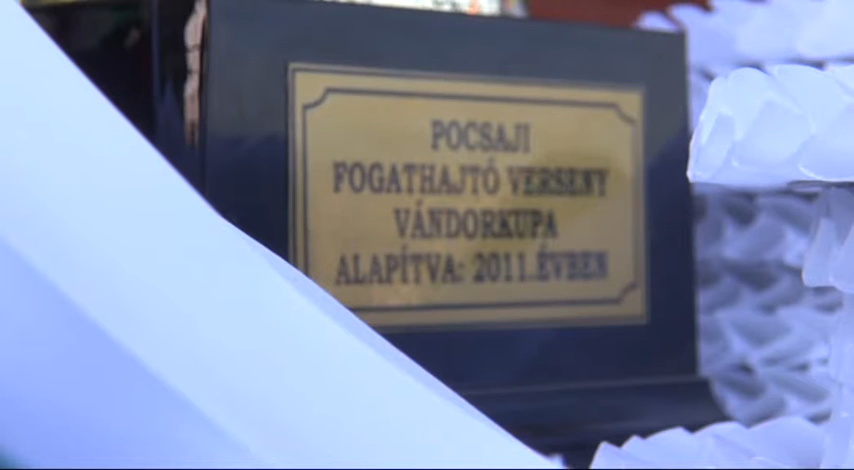 POCSAJI
FOGATHAJTÓ VERSENY
VÁNDORKUPA
ALAPÍTVA: 2011.ÉVBEN